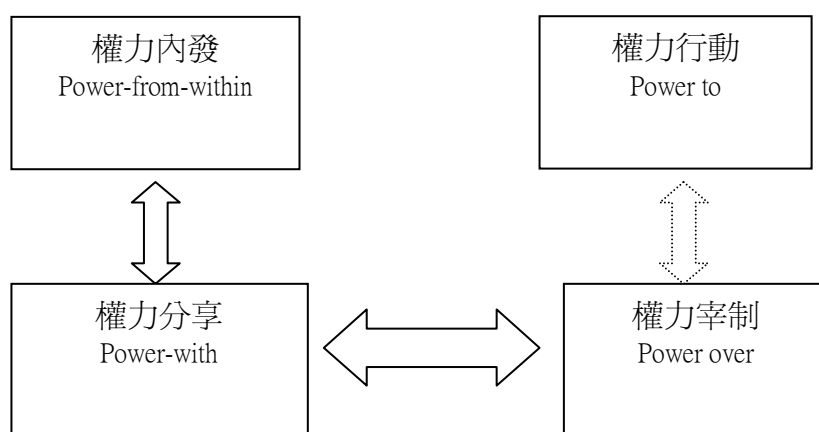 權力內發
Power-from-within
權力行動
Power to
權力分享
Power-with
權力宰制
Power over